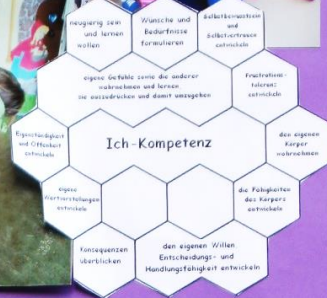 neugierig sein
und lernen
wollen
Wünsche und
Bedürfnisse
formulieren
Selbstbewusstsein
und
Selbstvertrauen
entwickeln
eigene Gefühle sowie die anderer
wahrnehmen und lernen
sie auszudrücken und damit umgehen
Frustrations-
toleranz
entwickeln
Eigenständigkeit
und Offenheit
entwickeln
Ich-Kompetenz
den eigenen
Körper
wahrnehmen
eigene
Wertvorstellungen
entwickeln
die Fähigkeiten
des Körpers
entwickeln
Konsequenzen
überblicken
den eigenen Willen
Entscheidungs- und
Handlungsfähigkeit entwickeln